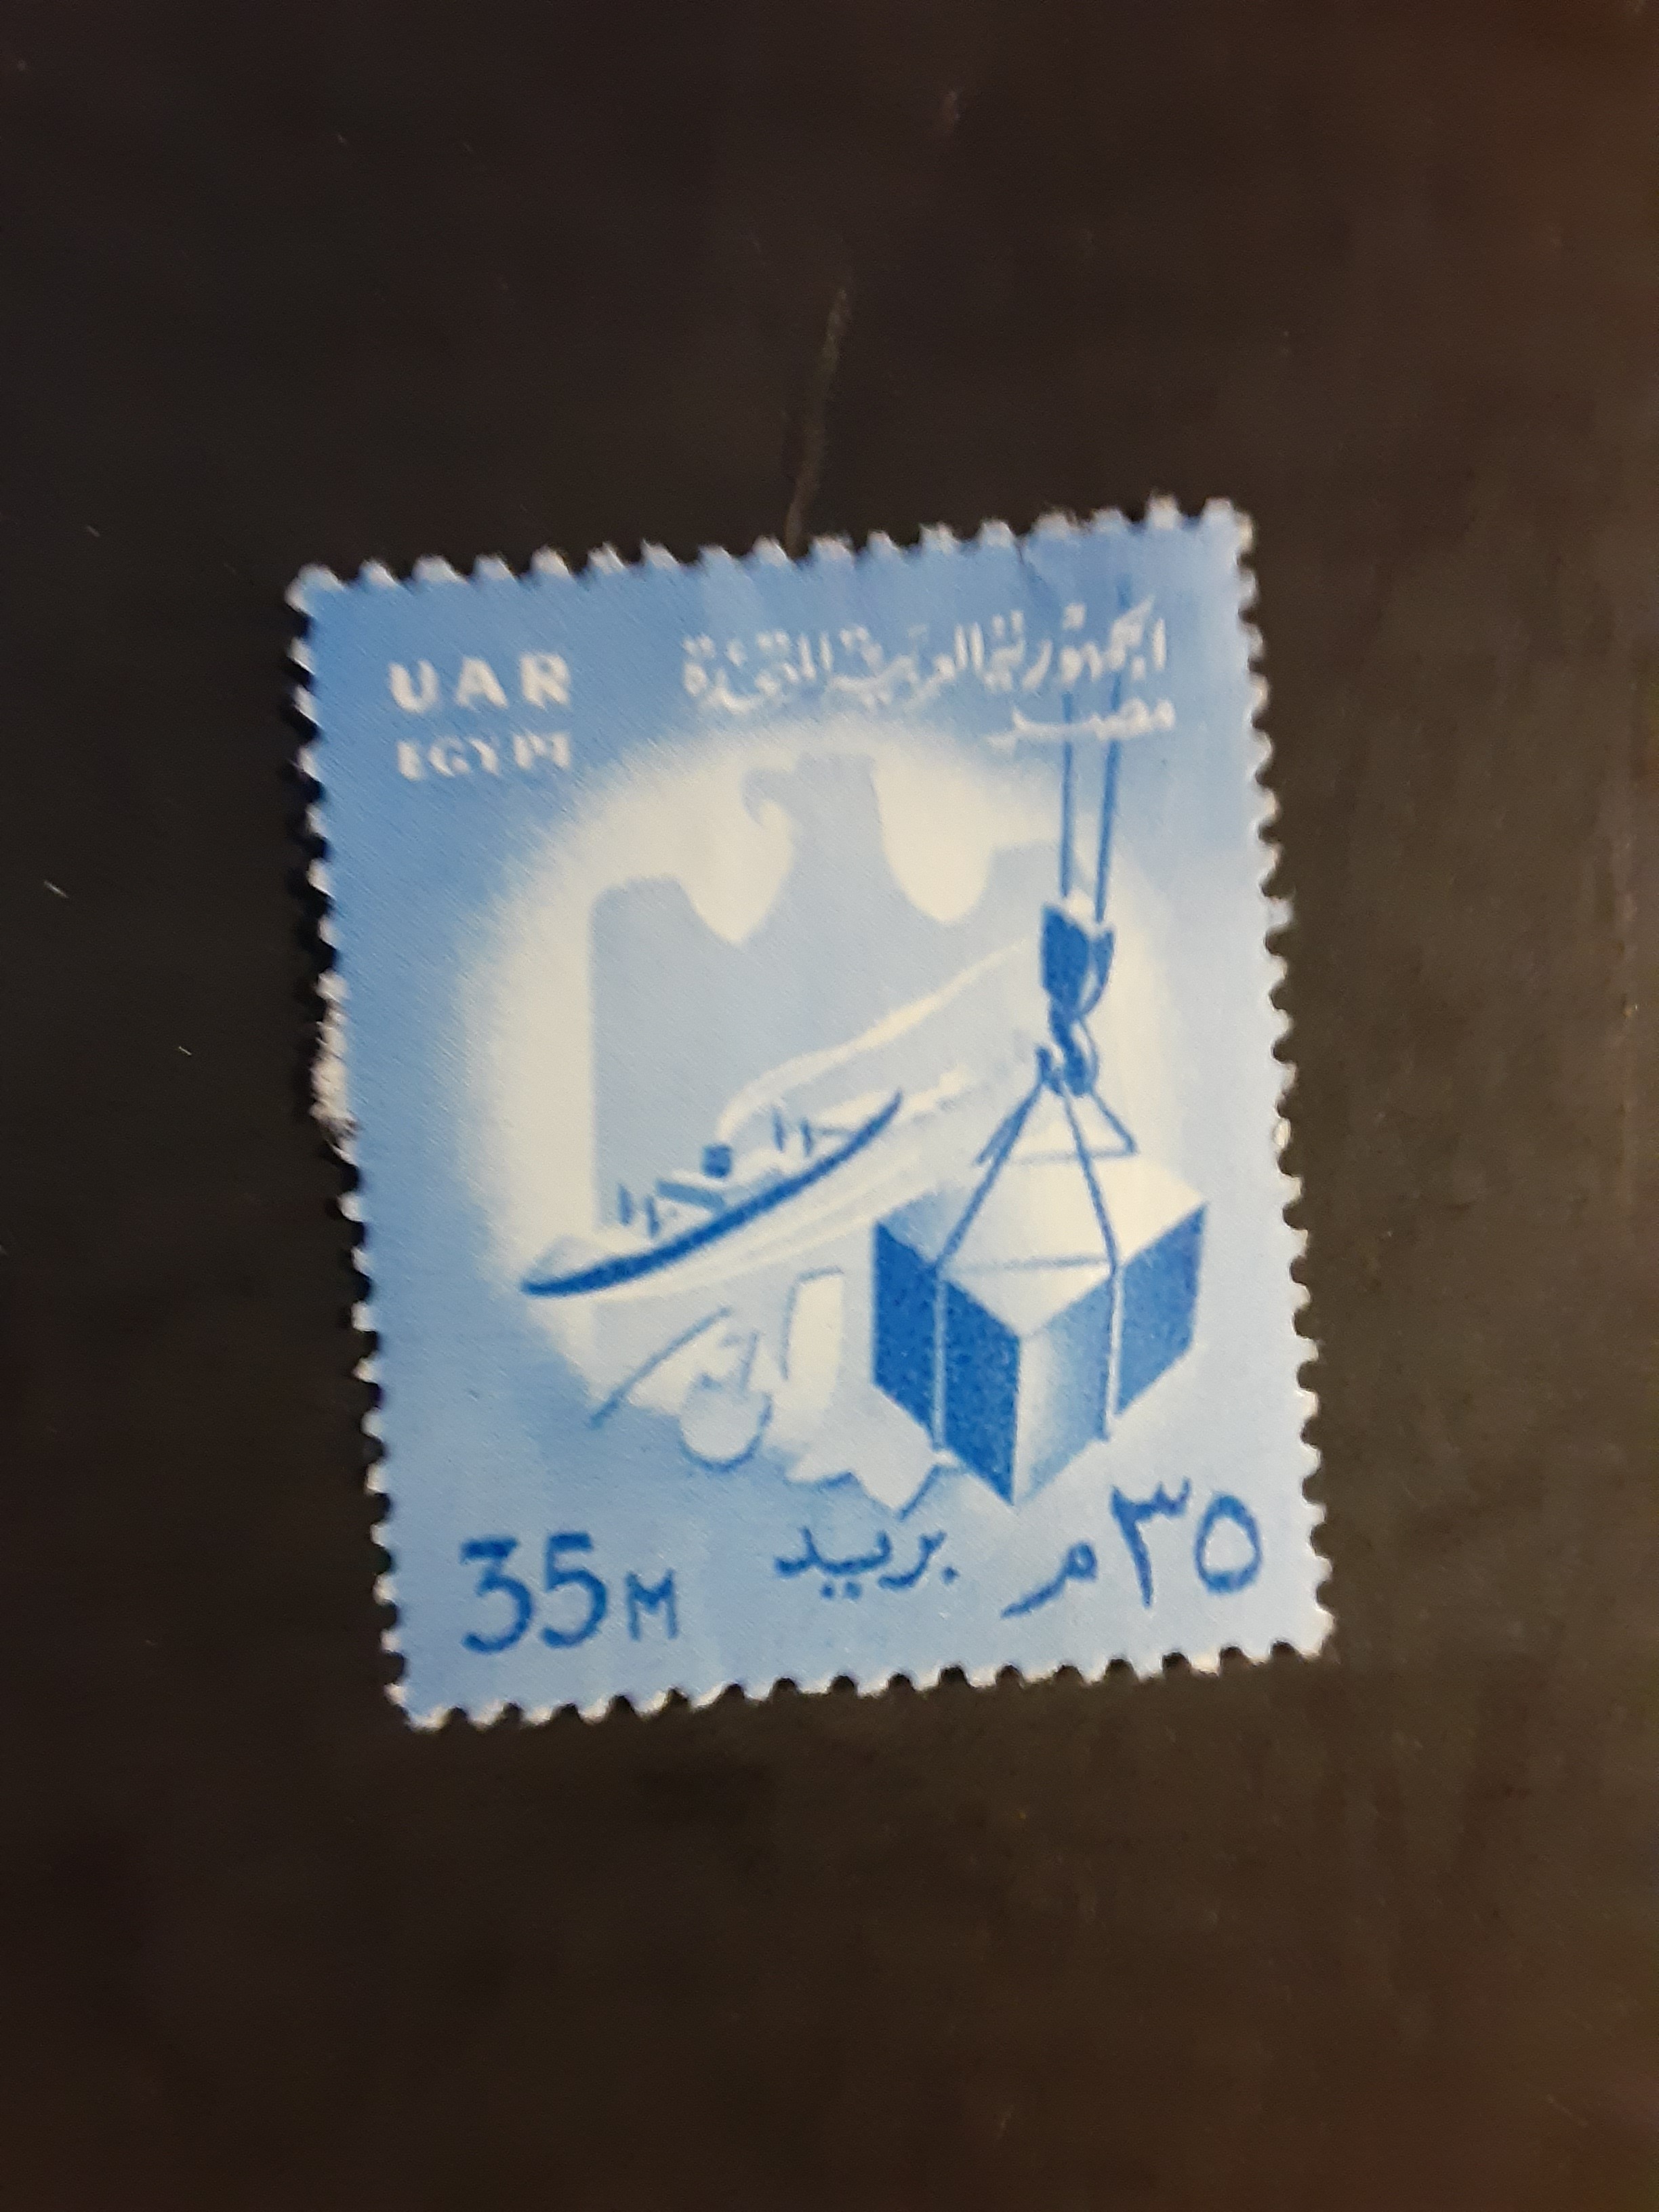 UAR
EGYPT
الجمهورية العربية المتحدة
مصر
35M
بريد
٣٥ م